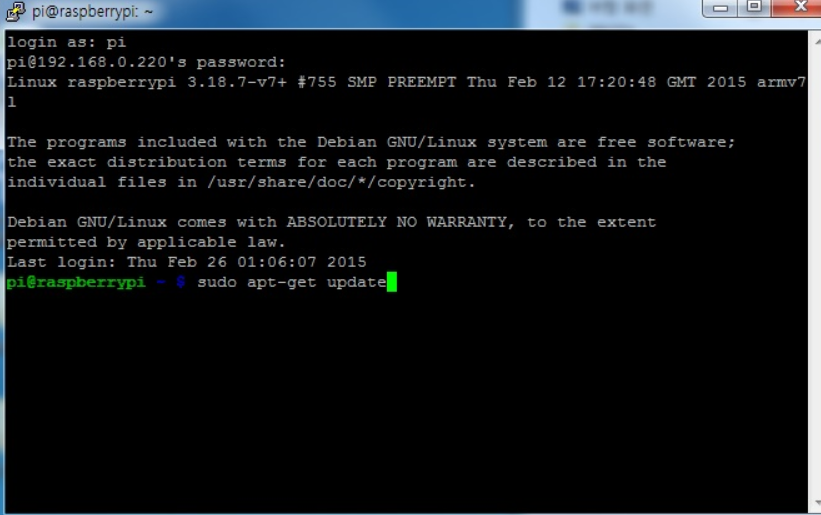 pi@raspberrypi: ~
login as: pi
pi@192.168.0.220's password:
Linux raspberrypi 3.18.7-v7+ #755 SMP PREEMPT Thu Feb 12 17:20:48 GMT 2015 armv7
l
The programs included with the Debian GNU/Linux system are free software;
the exact distribution terms for each program are described in the
individual files in /usr/share/doc/*/copyright.
Debian GNU/Linux comes with ABSOLUTELY NO WARRANTY, to the extent
permitted by applicable law.
Last login: Thu Feb 26 01:06:07 2015
pi@raspberrypi ~ $ sudo apt-get update